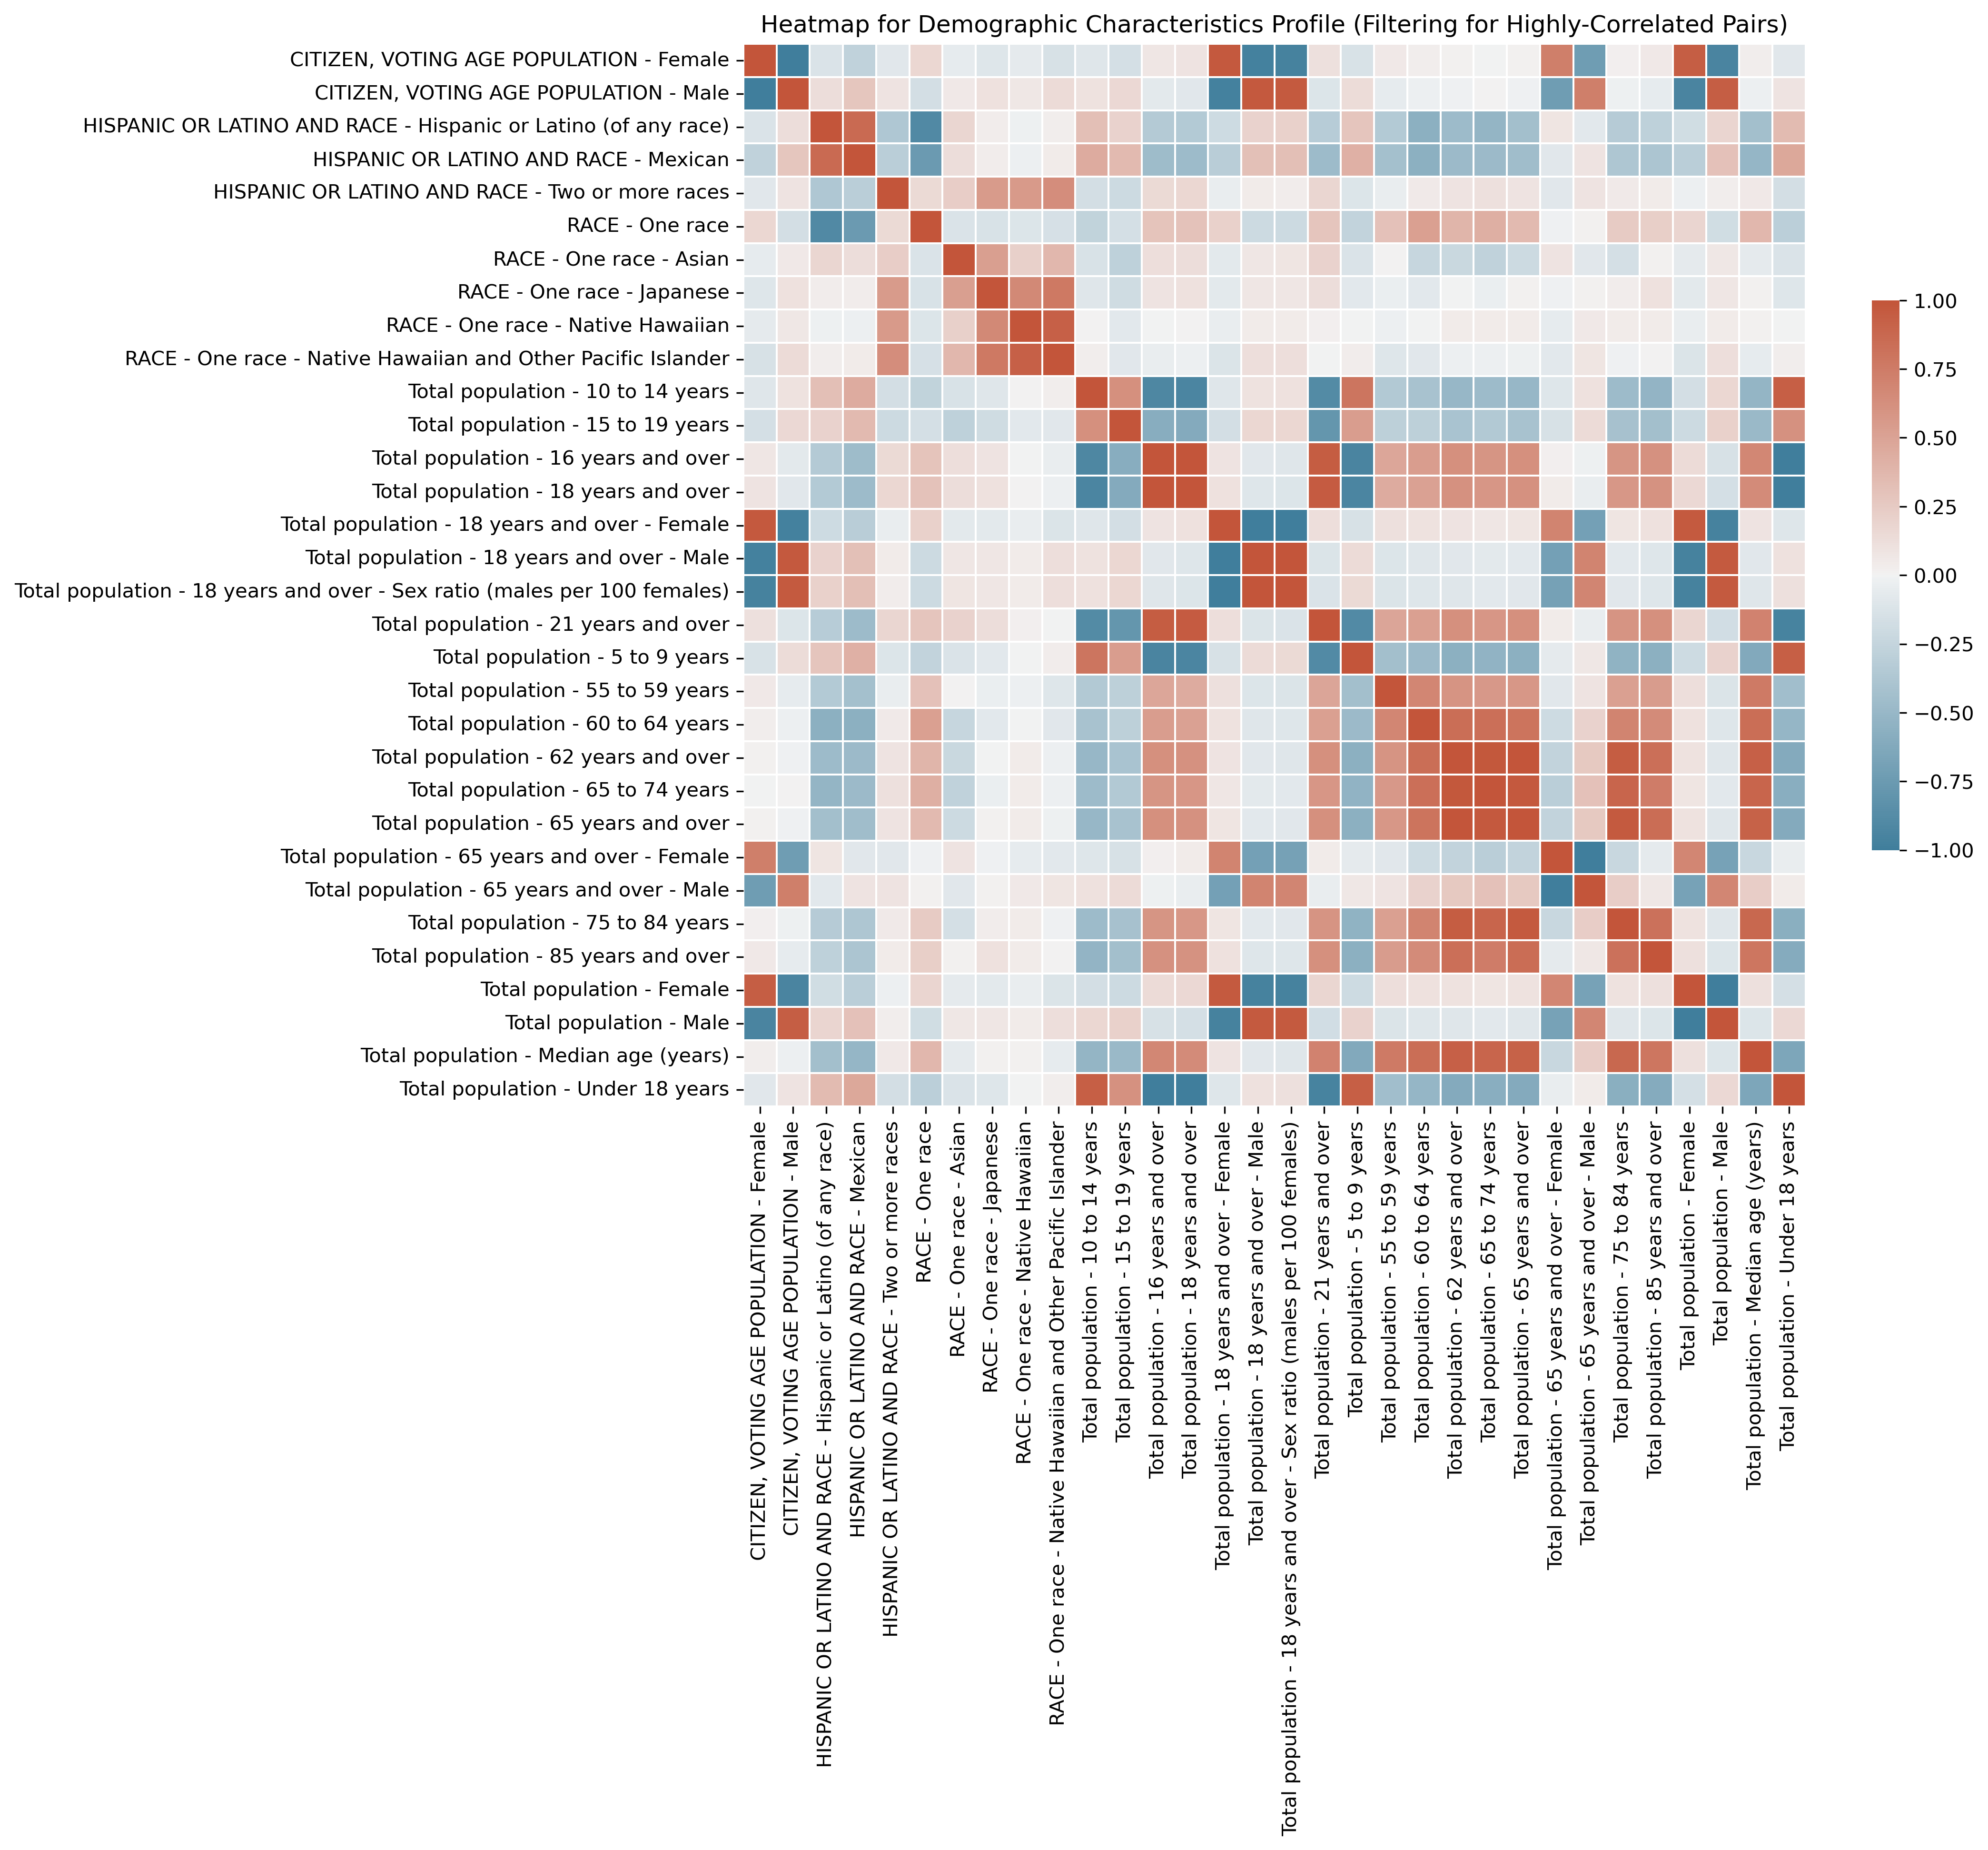 Heatmap for Demographic Characteristics Profile (Filtering for Highly-Correlated Pairs)
CITIZEN, VOTING AGE POPULATION - Female
CITIZEN, VOTING AGE POPULATION - Male
HISPANIC OR LATINO AND RACE - Hispanic or Latino (of any race)
HISPANIC OR LATINO AND RACE - Mexican
HISPANIC OR LATINO AND RACE - Two or more races
RACE - One race
RACE - One race - Asian
RACE - One race - Japanese
RACE - One race - Native Hawaiian
RACE - One race - Native Hawaiian and Other Pacific Islander
Total population - 10 to 14 years
Total population - 15 to 19 years
Total population - 16 years and over
Total population - 18 years and over
Total population - 18 years and over - Female
Total population - 18 years and over - Male
Total population - 18 years and over - Sex ratio (males per 100 females)
Total population - 21 years and over
Total population - 5 to 9 years
Total population - 55 to 59 years
Total population - 60 to 64 years
Total population - 62 years and over
Total population - 65 to 74 years
Total population - 65 years and over
Total population - 65 years and over - Female
Total population - 65 years and over - Male
Total population - 75 to 84 years
Total population - 85 years and over
Total population - Female
Total population - Male
Total population - Median age (years)
Total population - Under 18 years
CITIZEN, VOTING AGE POPULATION - Female
CITIZEN, VOTING AGE POPULATION - Male
HISPANIC OR LATINO AND RACE - Hispanic or Latino (of any race)
HISPANIC OR LATINO AND RACE - Mexican
HISPANIC OR LATINO AND RACE - Two or more races
RACE - One race
RACE - One race - Asian
RACE - One race - Japanese
RACE - One race - Native Hawaiian
RACE - One race - Native Hawaiian and Other Pacific Islander
Total population - 10 to 14 years
Total population - 15 to 19 years
Total population - 16 years and over
Total population - 18 years and over
Total population - 18 years and over - Female
Total population - 18 years and over - Male
Total population - 18 years and over - Sex ratio (males per 100 females)
Total population - 21 years and over
Total population - 5 to 9 years
Total population - 55 to 59 years
Total population - 60 to 64 years
Total population - 62 years and over
Total population - 65 to 74 years
Total population - 65 years and over
Total population - 65 years and over - Female
Total population - 65 years and over - Male
Total population - 75 to 84 years
Total population - 85 years and over
Total population - Female
Total population - Male
Total population - Median age (years)
Total population - Under 18 years
1.00
0.75
0.50
0.25
0.00
−0.25
−0.50
−0.75
−1.00